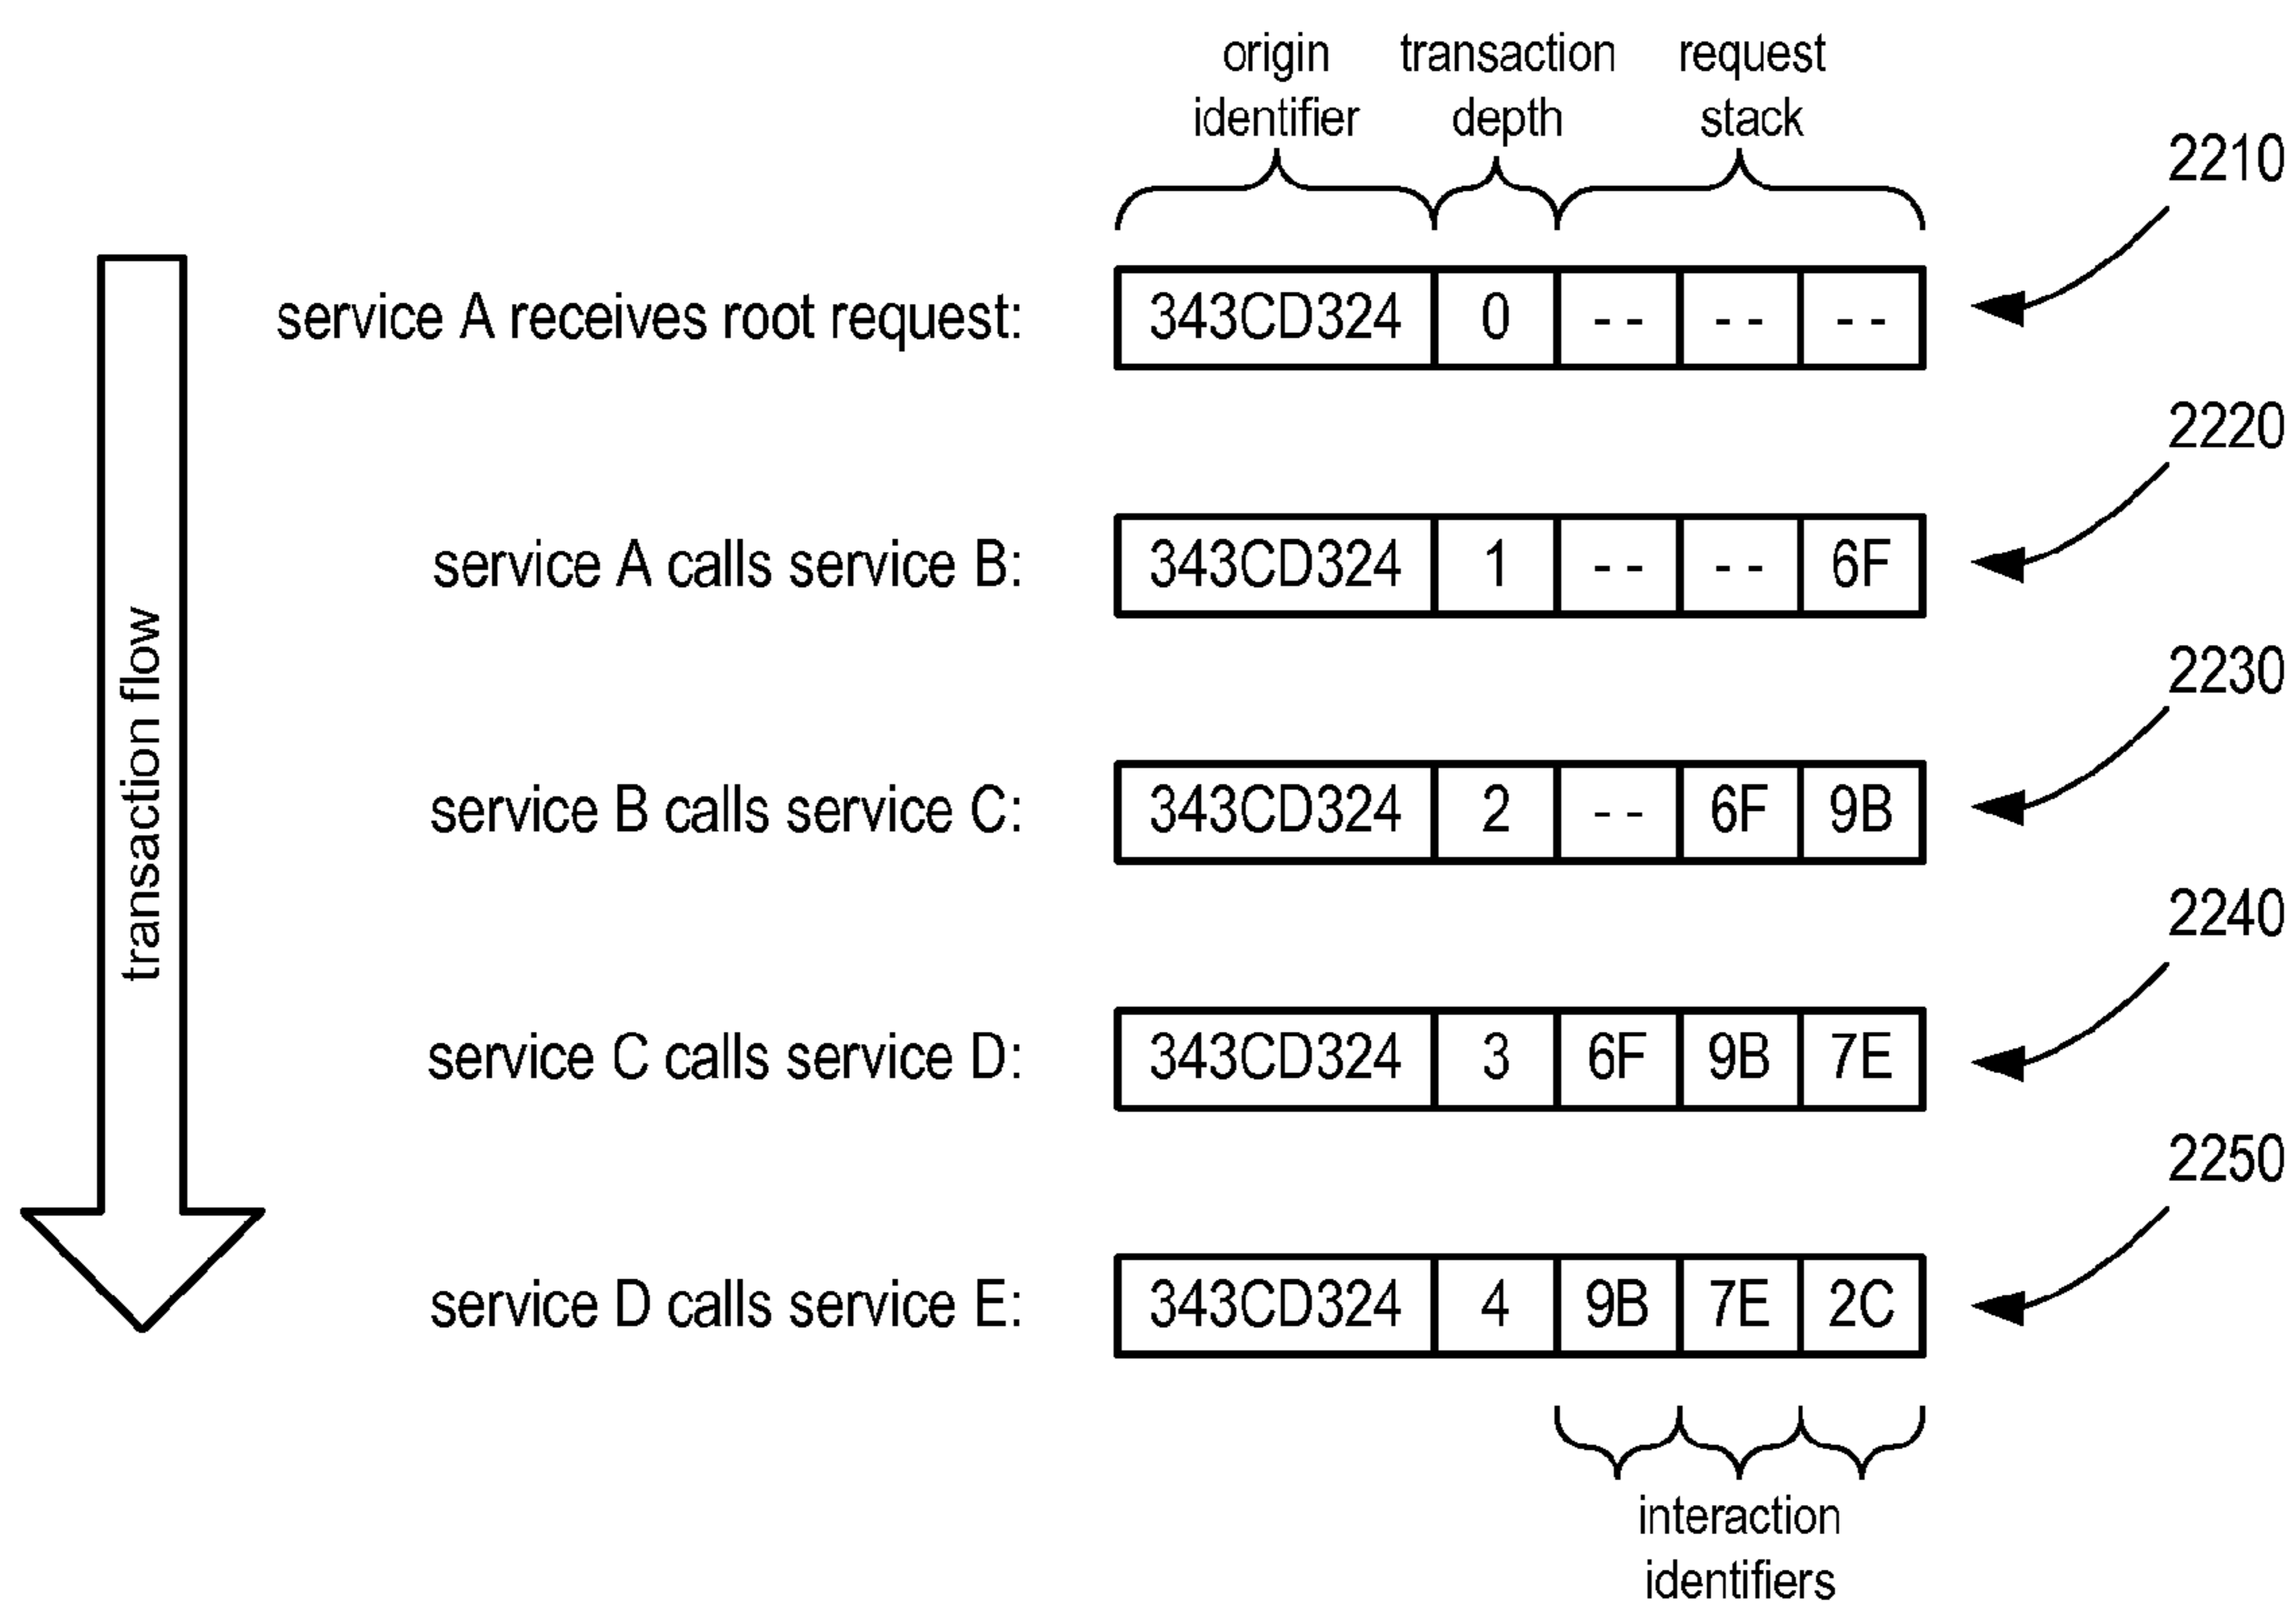 origin transaction request
identifier depth stack
2210
service A receives root request: 343CD324 0 -- -- --
2220
service A calls service B: 343CD324 1 -- -- 6F
2230
service B calls service C: 343CD324 2 -- 6F 9B
2240
service C calls service D: 343CD324 3 6F 9B 7E
2250
service D calls service E: 343CD324 4 9B 7E 2C
transaction flow
interaction
identifiers